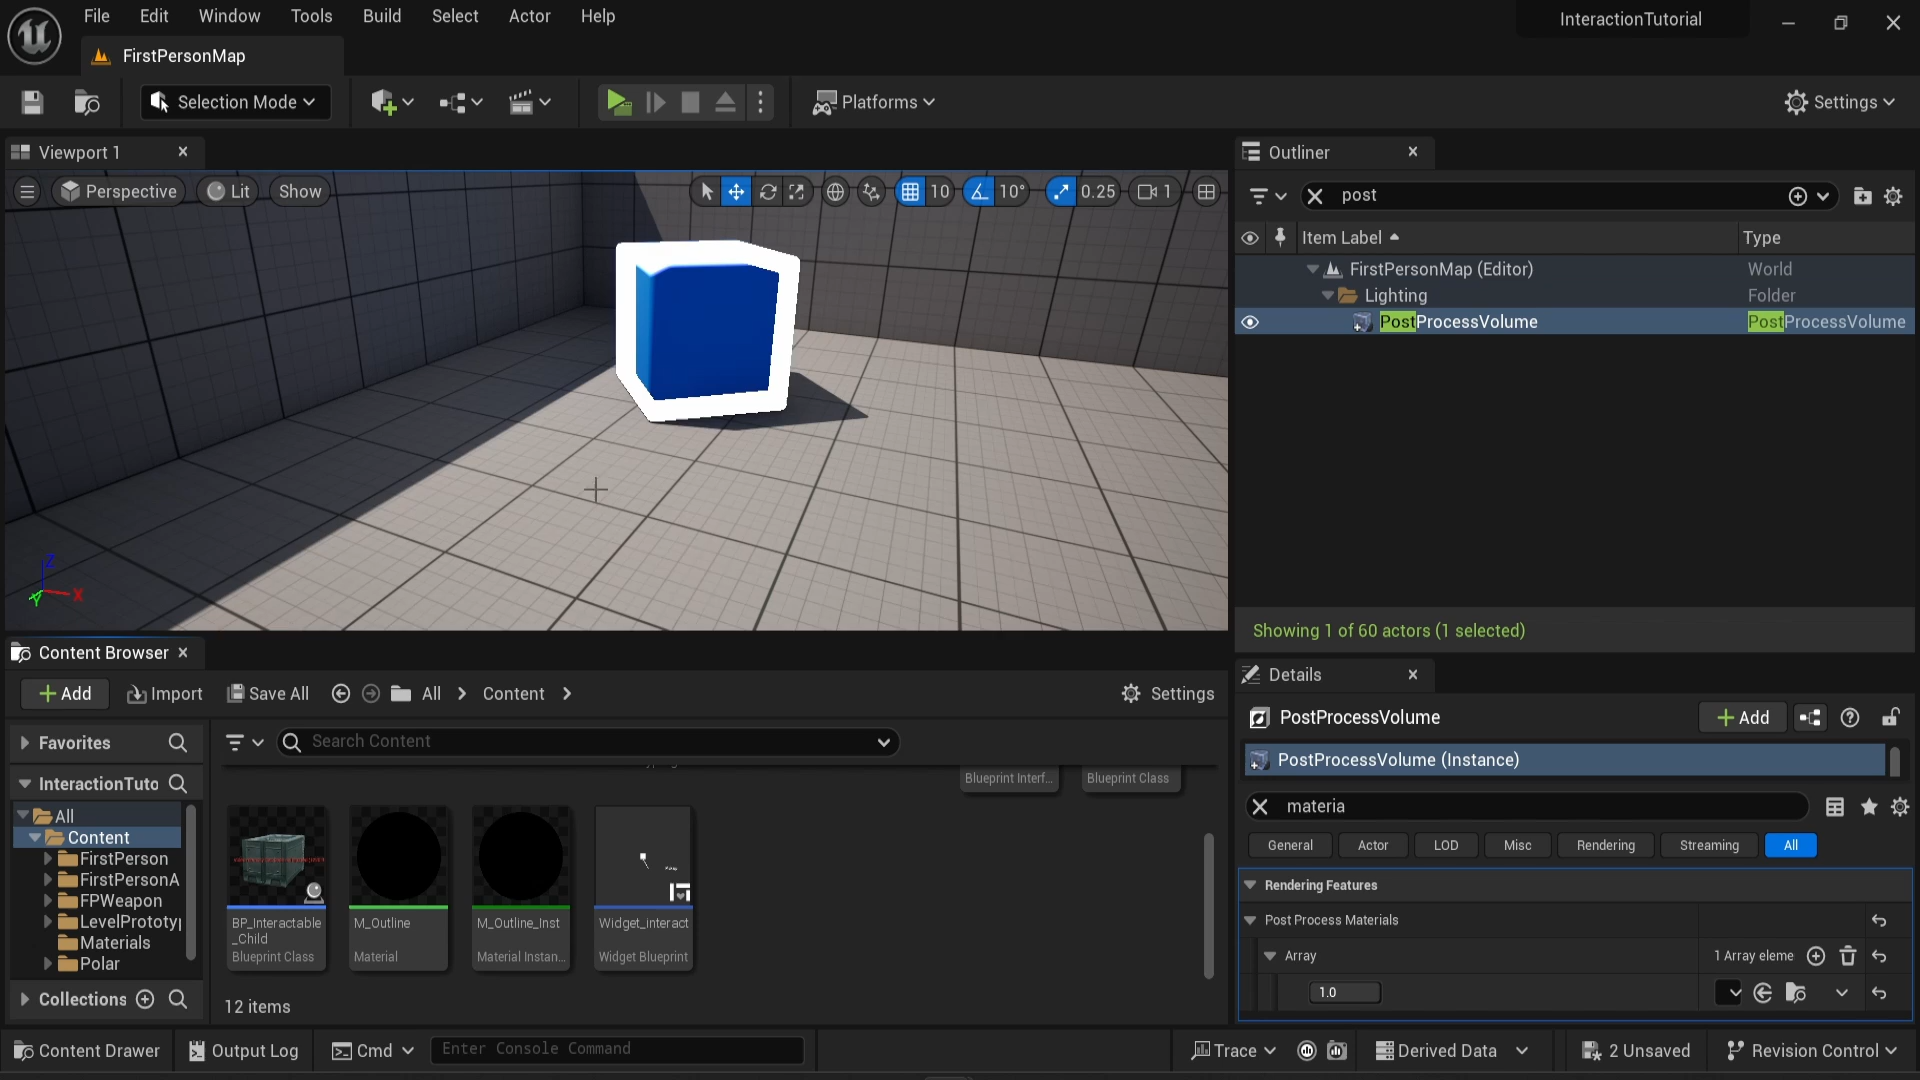 File Edit Window Tools Build Select Actor Help
InteractionTutorial
FirstPersonMap
Selection Mode
Platforms
Settings
Viewport 1
Perspective Lit Show
10 10° 0.25 1
Z
Y X
Outliner
post
Item Label Type
FirstPersonMap (Editor) World
Lighting Folder
PostProcessVolume PostProcessVolume
Showing 1 of 60 actors (1 selected)
Content Browser
Add Import Save All All Content Settings
Favorites
Search Content
InteractionTuto
All
Content
FirstPerson
FirstPersonA
FPWeapon
LevelPrototyp
Materials
Polar
Collections
Blueprint Interf... Blueprint Class
BP_Interactable
_Child
Blueprint Class
M_Outline
Material
M_Outline_Inst
Material Instan...
Widget_interact
Widget Blueprint
12 items
Details
PostProcessVolume
Add
PostProcessVolume (Instance)
materia
General Actor LOD Misc Rendering Streaming All
Rendering Features
Post Process Materials
Array 1 Array eleme
1.0
Content Drawer Output Log Cmd Enter Console Command Trace Derived Data 2 Unsaved Revision Control